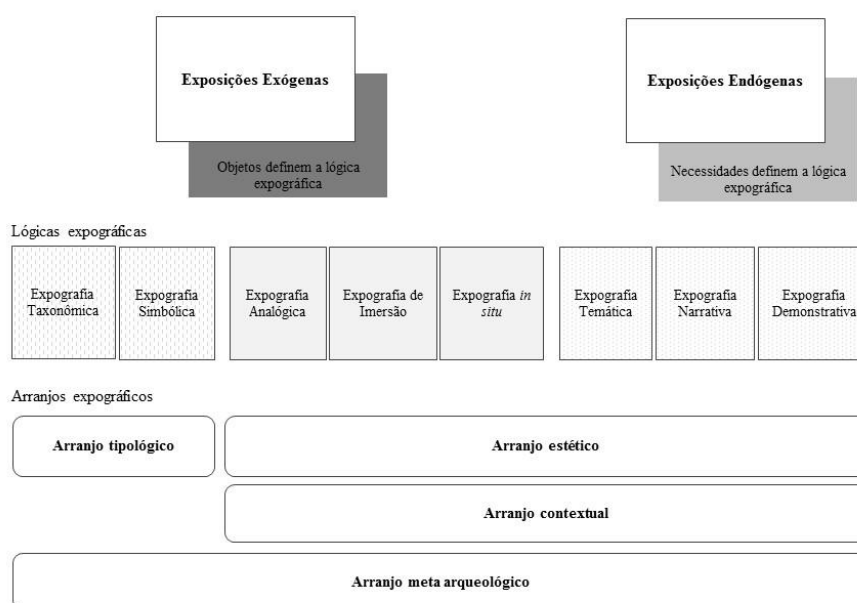 Exposições Exógenas
Objetos definem a lógica
expográfica
Exposições Endógenas
Necessidades definem a lógica
expográfica
Lógicas expográficas
Expografia
Taxonômica
Expografia
Simbólica
Expografia
Analógica
Expografia de
Imersão
Expografia in
situ
Expografia
Temática
Expografia
Narrativa
Expografia
Demonstrativa
Arranjos expográficos
Arranjo tipológico
Arranjo estético
Arranjo contextual
Arranjo meta arqueológico